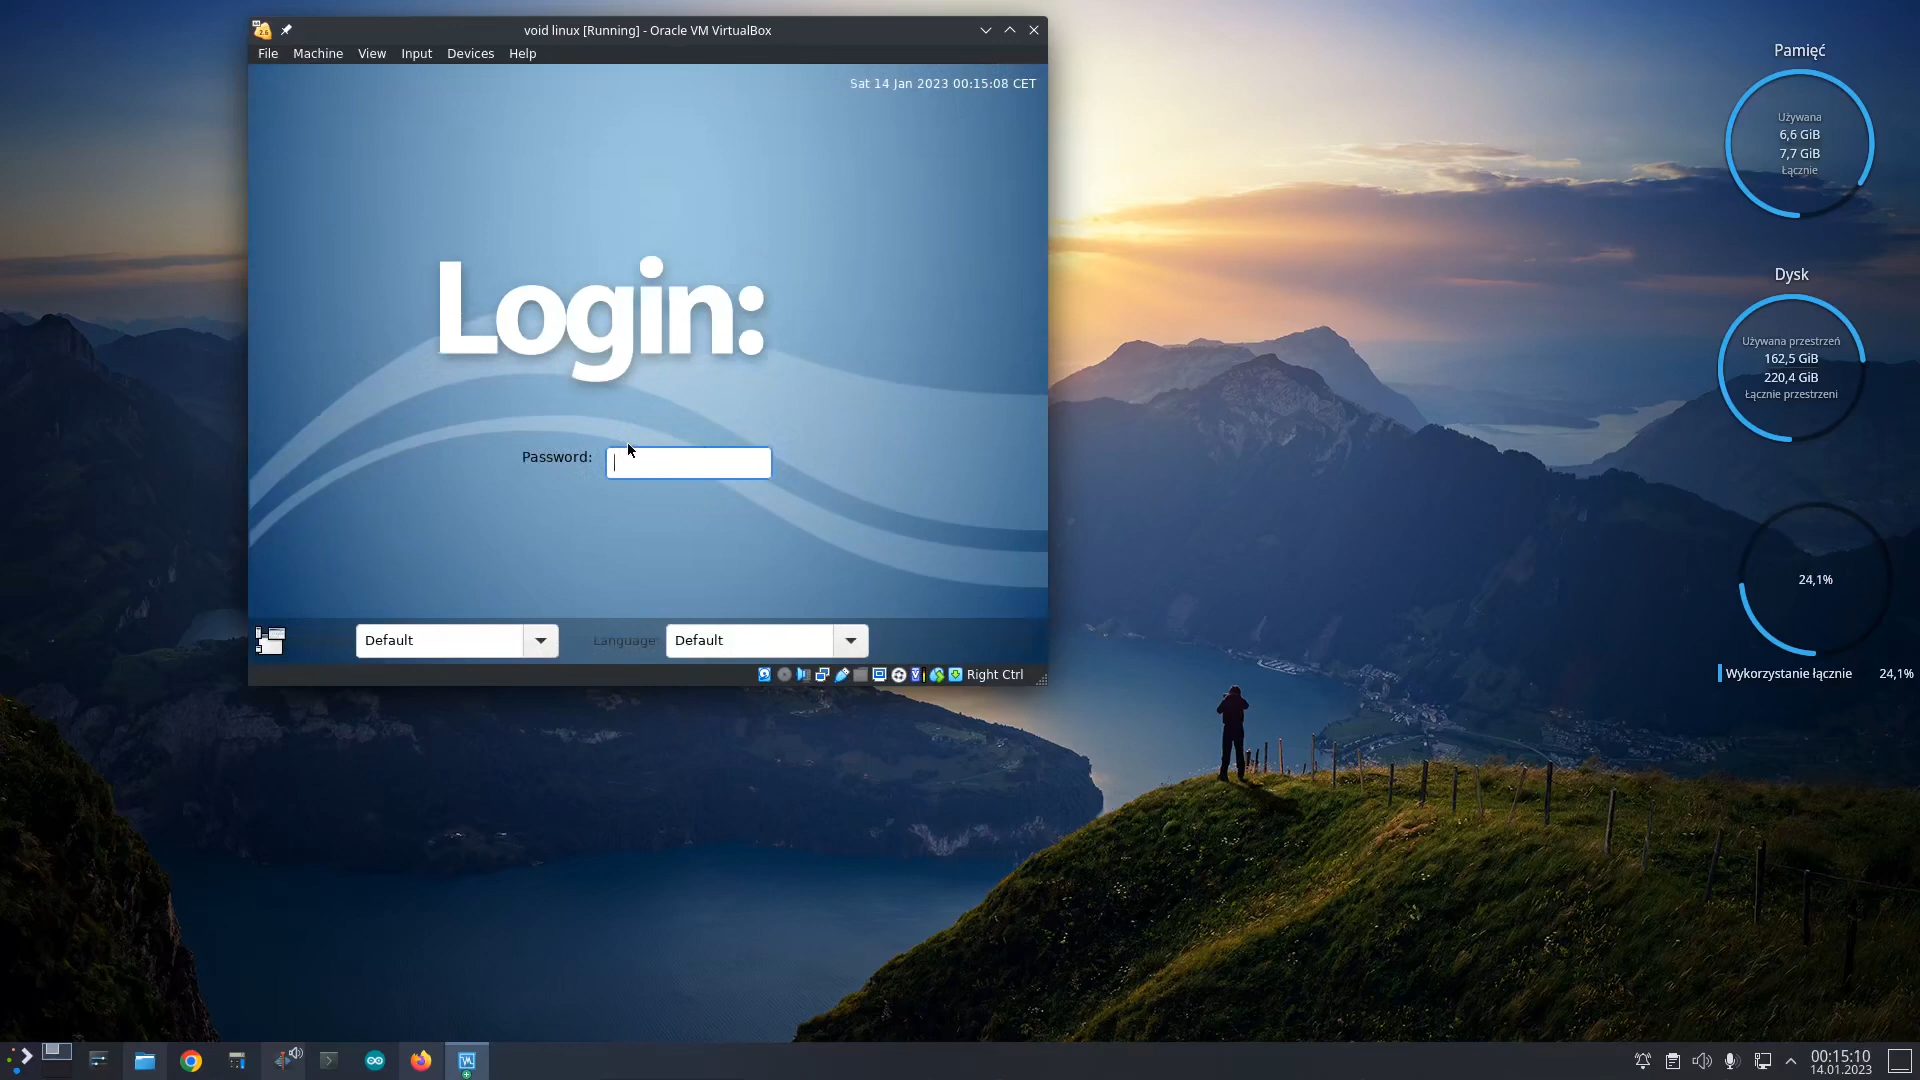 void linux [Running] - Oracle VM VirtualBox
File Machine View Input Devices Help
Sat 14 Jan 2023 00:15:08 CET
Login:
Password:
Default
Language
Default
Right Ctrl
Pamięć
Używana
6,6 GiB
7,7 GiB
Łącznie
Dysk
Używana przestrzeń
162,5 GiB
220,4 GiB
Łącznie przestrzeni
24,1%
Wykorzystanie łącznie 24,1%
00:15:10
14.01.2023